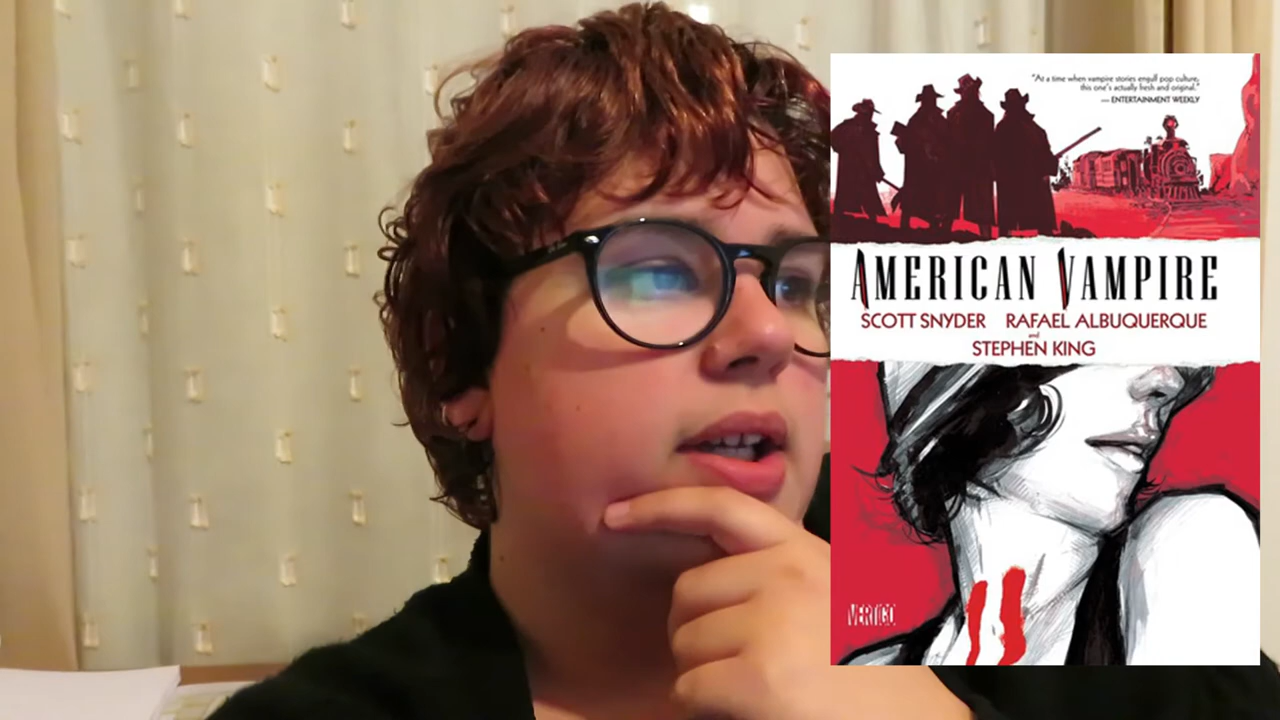 "At a time when vampire stories engulf pop culture,
this one's actually fresh and original."
— ENTERTAINMENT WEEKLY
AMERICAN VAMPIRE
SCOTT SNYDER RAFAEL ALBUQUERQUE
and
STEPHEN KING
VERTIGO